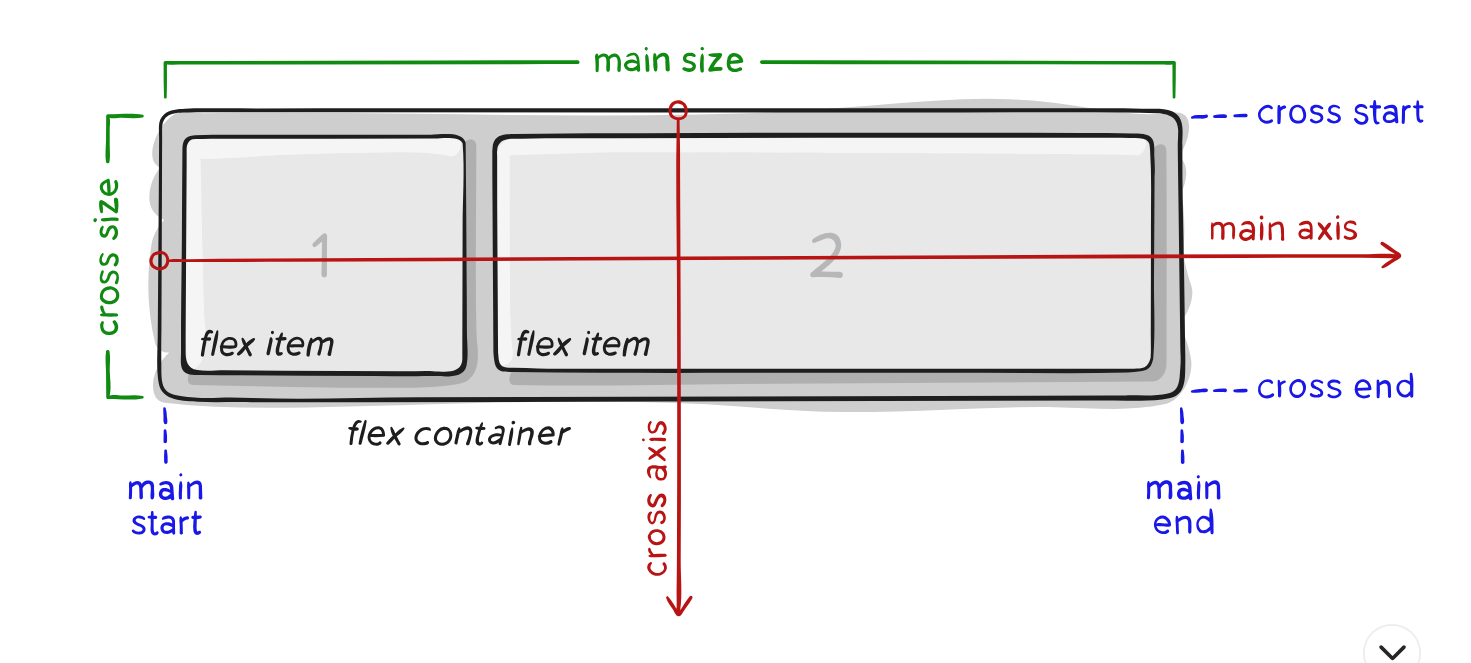 main size
cross start
cross size
main axis
1
2
flex item
flex item
cross end
flex container
cross axis
main
start
main
end